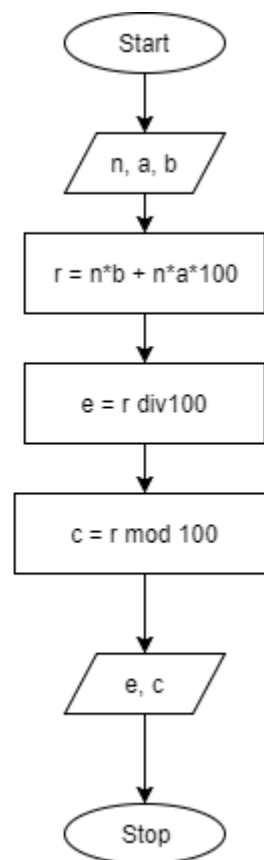 Start
n, a, b
r = n*b + n*a*100
e = r div100
c = r mod 100
e, c
Stop